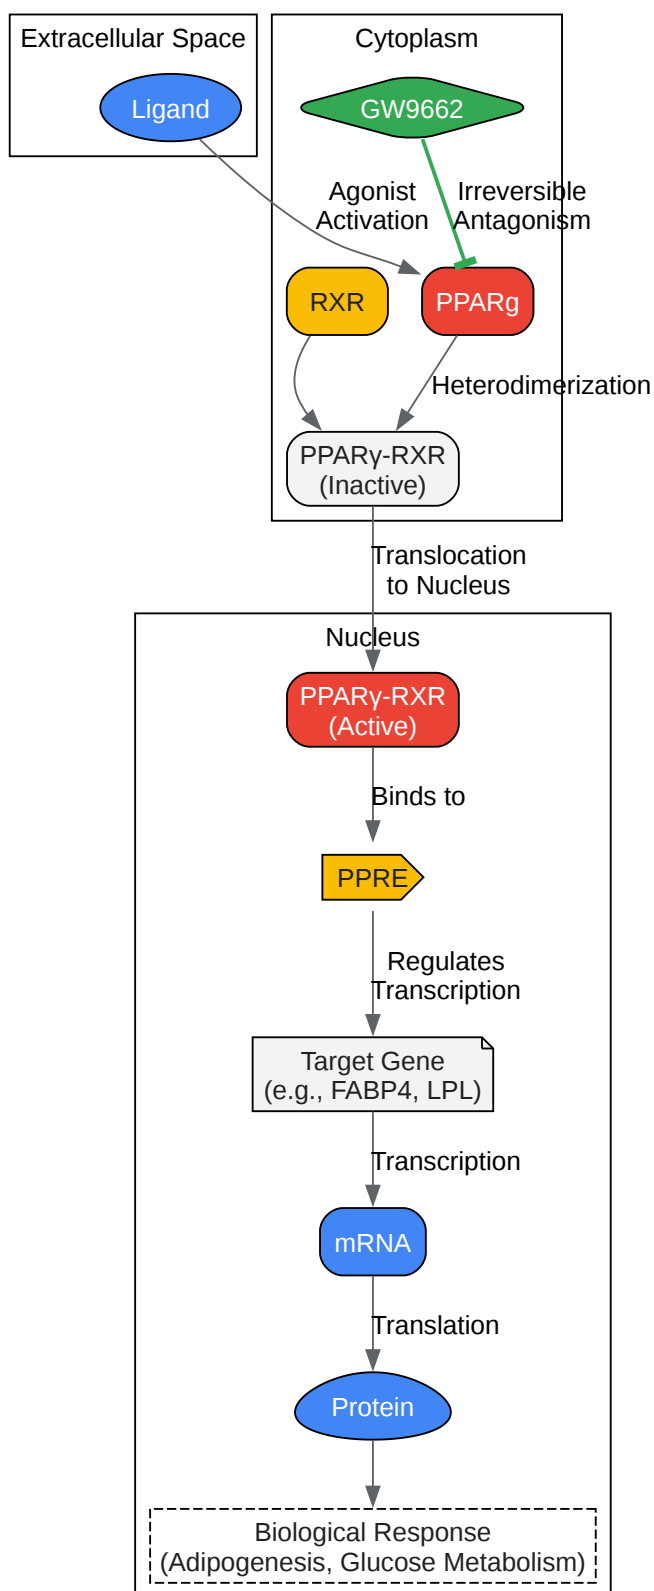 Extracellular Space
Cytoplasm
Ligand
GW9662
Agonist
Activation
Irreversible
Antagonism
RXR
PPARg
Heterodimerization
PPARγ-RXR
(Inactive)
Translocation
to Nucleus
Nucleus
PPARγ-RXR
(Active)
Binds to
PPRE
Regulates
Transcription
Target Gene
(e.g., FABP4, LPL)
Transcription
mRNA
Translation
Protein
Biological Response
(Adipogenesis, Glucose Metabolism)